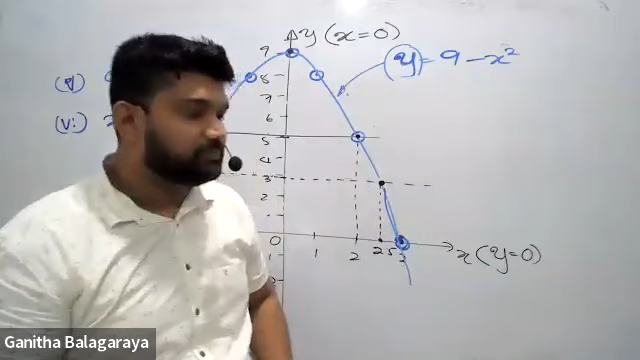 y (x=0)
y = 9 - x²
9
8
7
6
5
4
3
2
1
0
1
2
2.5
3
x (y=0)
(v)
(vi)
Ganitha Balagaraya